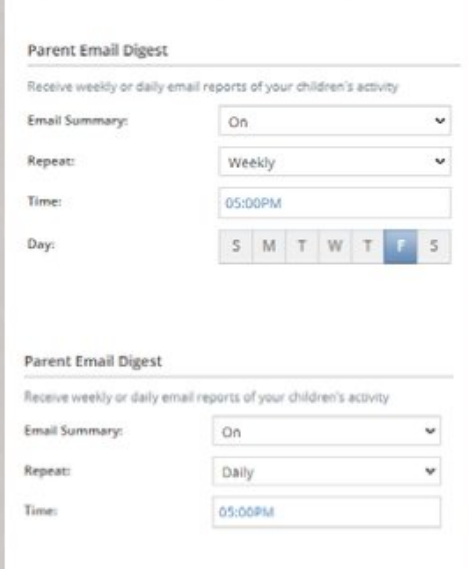 Parent Email Digest
Receive weekly or daily email reports of your children's activity
Email Summary: On
Repeat: Weekly
Time: 05:00PM
Day: S M T W T F S
Parent Email Digest
Receive weekly or daily email reports of your children's activity
Email Summary: On
Repeat: Daily
Time: 05:00PM